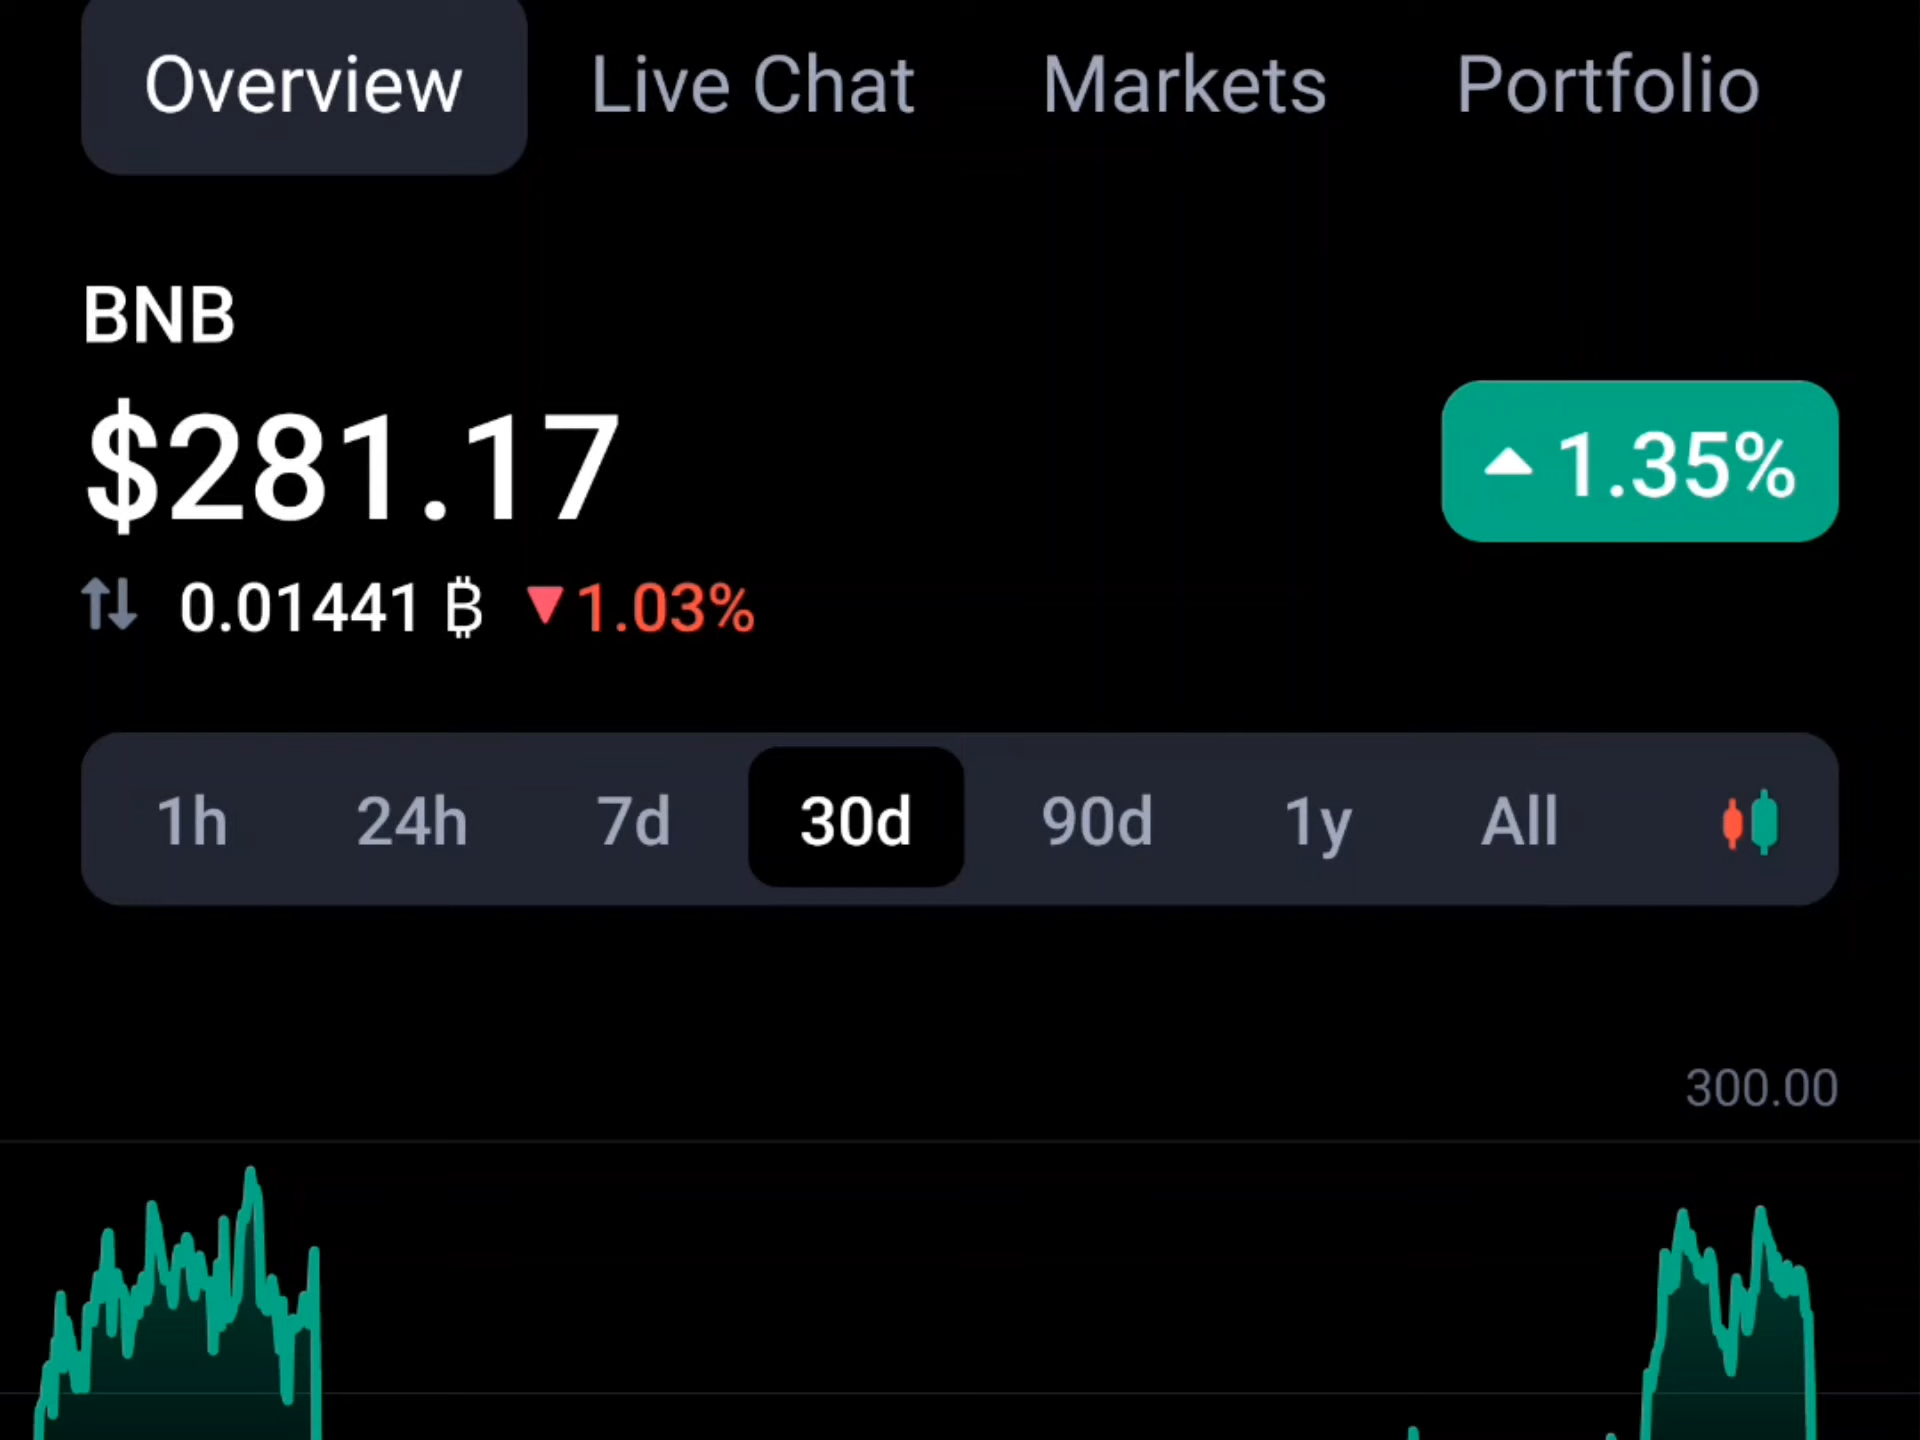 Overview Live Chat Markets Portfolio
BNB
$281.17
1.35%
0.01441 ₿ ▼1.03%
1h 24h 7d 30d 90d 1y All
300.00